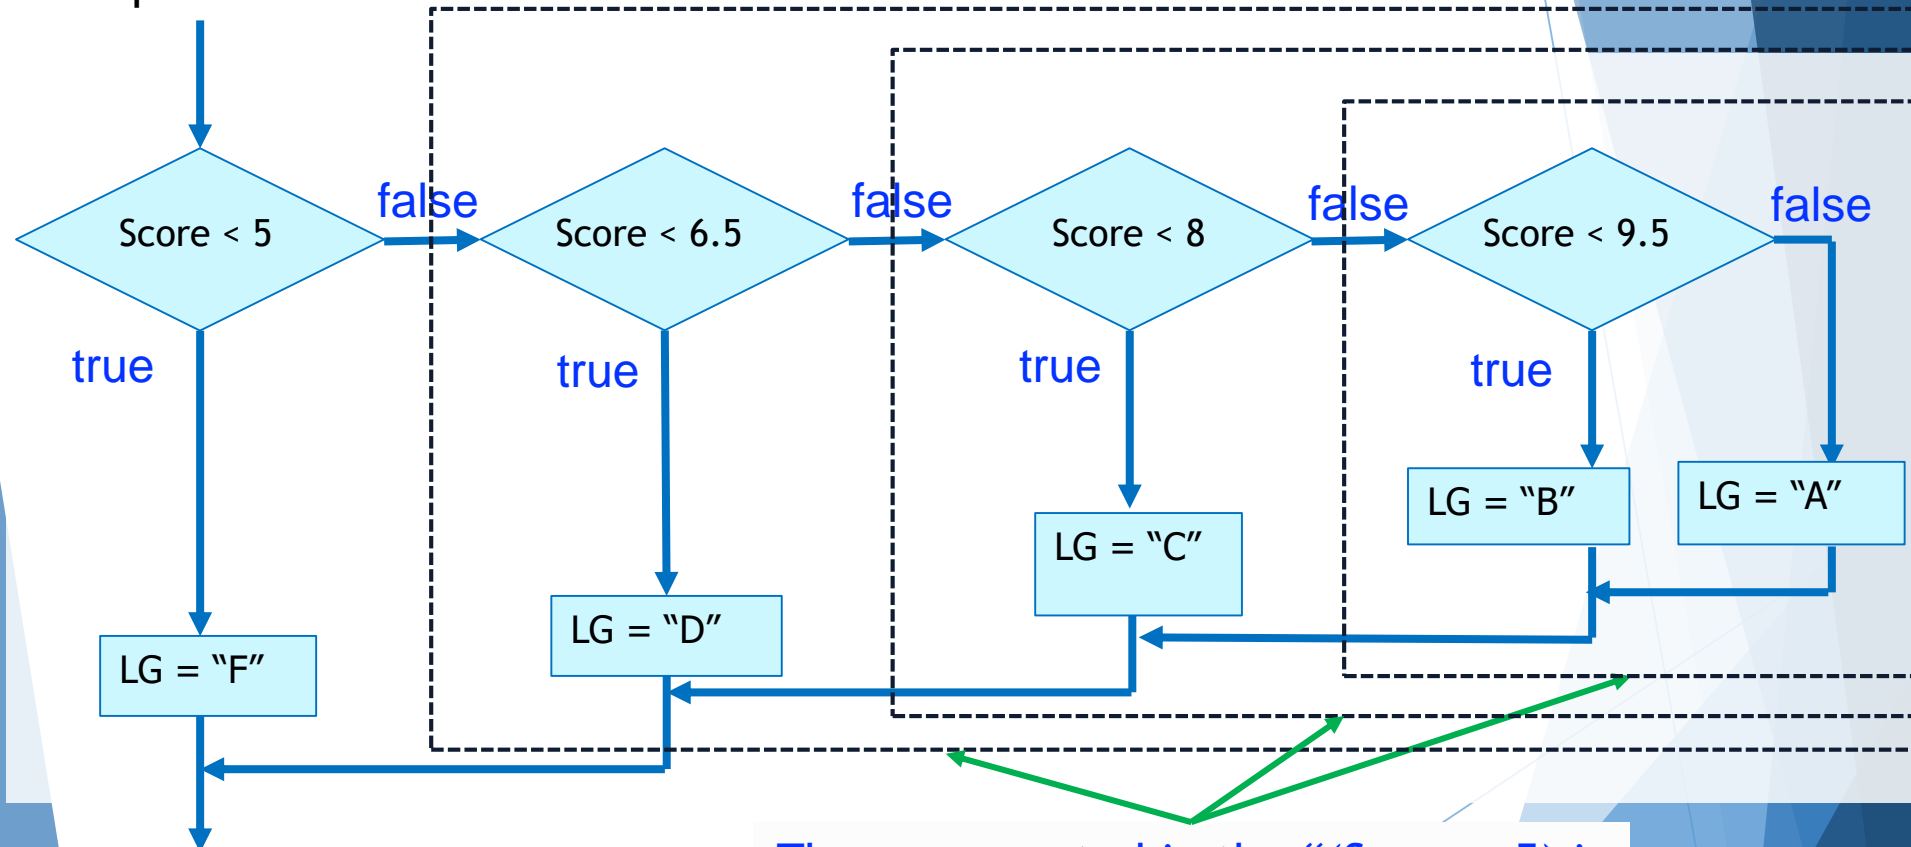 Score < 5
false
Score < 6.5
false
Score < 8
false
Score < 9.5
false
true
true
true
true
LG = “F”
LG = “D”
LG = “C”
LG = “B”
LG = “A”